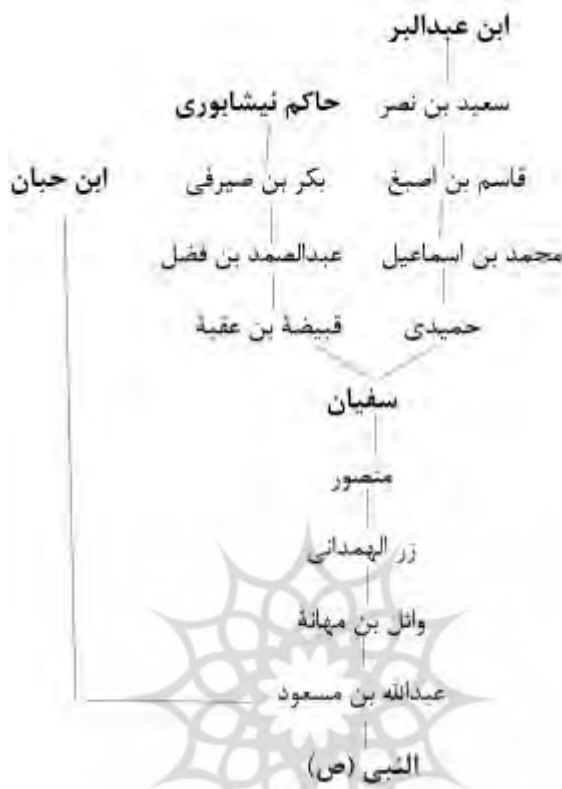 ابن عبدالبر
حاکم نیشابوری سعید بن نصر
ابن حبان بکر بن صیرفی قاسم بن اصبغ
عبدالصمد بن فضل محمد بن اسماعیل
قبیضة بن عقبة حمیدی
سفیان
منصور
زر الهمدانی
وائل بن مهانة
عبدالله بن مسعود
النبی (ص)